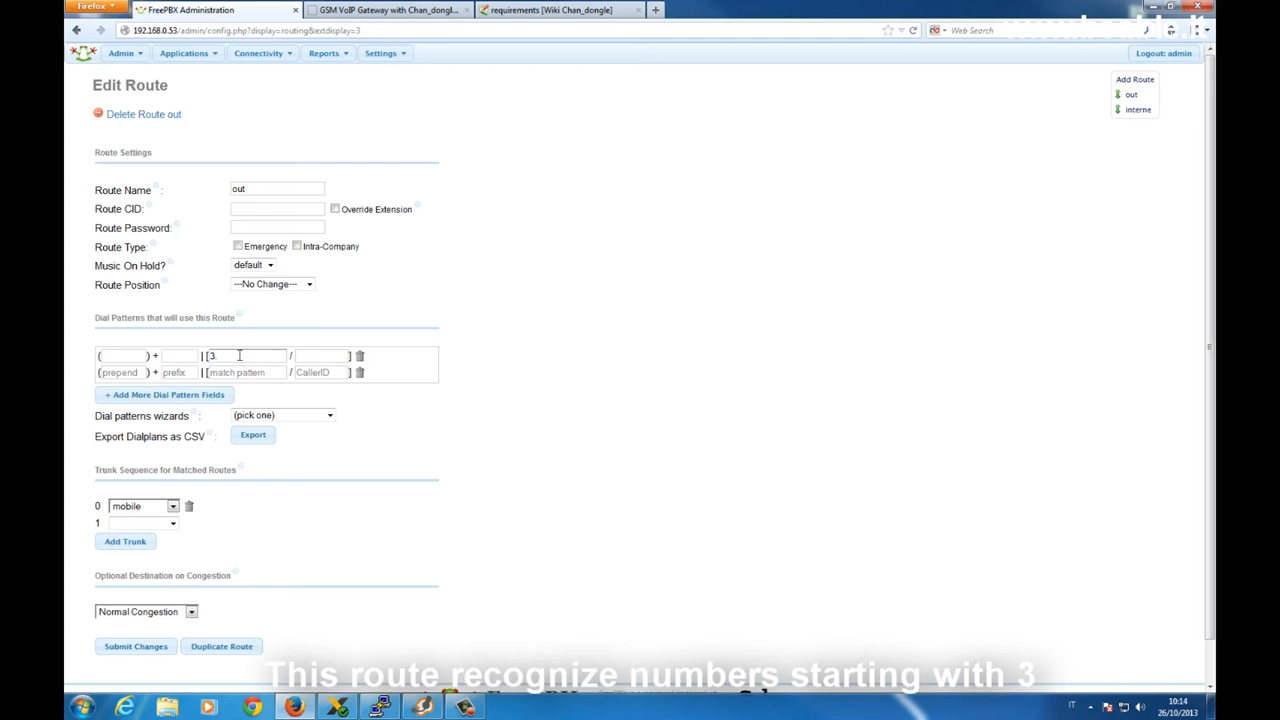 Firefox
FreePBX Administration
GSM VoIP Gateway with Chan_dongl...
requirements [Wiki Chan_dongle]
192.168.0.53/admin/config.php?display=routing&extdisplay=3
Web Search
Admin
Applications
Connectivity
Reports
Settings
Logout: admin
Edit Route
Add Route
out
interne
Delete Route out
Route Settings
Route Name :
out
Route CID:
Override Extension
Route Password:
Route Type:
Emergency
Intra-Company
Music On Hold?
default
Route Position
---No Change---
Dial Patterns that will use this Route
( ) + | [3. / ]
(prepend) + prefix | [match pattern / CallerID ]
+ Add More Dial Pattern Fields
Dial patterns wizards :
(pick one)
Export Dialplans as CSV :
Export
Trunk Sequence for Matched Routes
0 mobile
1
Add Trunk
Optional Destination on Congestion
Normal Congestion
Submit Changes
Duplicate Route
This route recognize numbers starting with 3
IT
10:14
26/10/2013